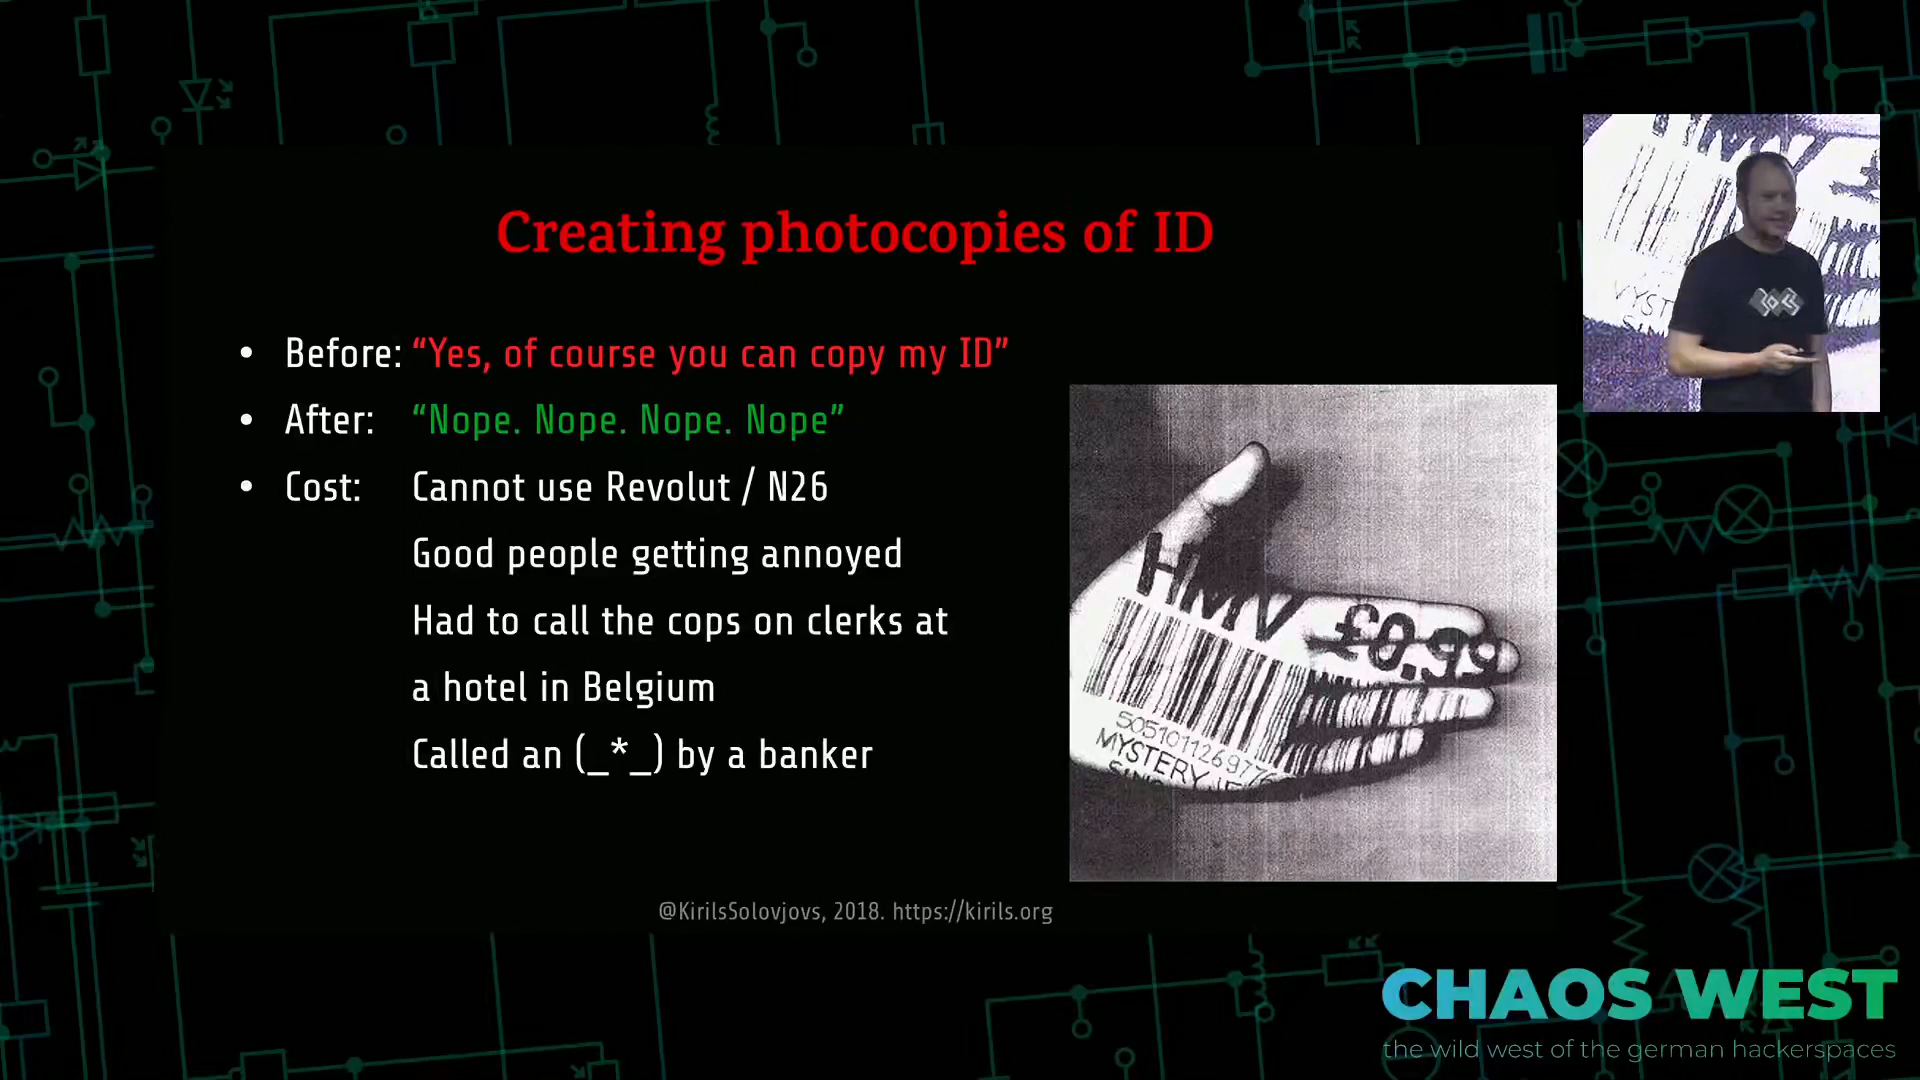 Creating photocopies of ID
• Before: “Yes, of course you can copy my ID”
• After: “Nope. Nope. Nope. Nope”
• Cost: Cannot use Revolut / N26
Good people getting annoyed
Had to call the cops on clerks at
a hotel in Belgium
Called an (_*_) by a banker
HMV £0.99
MYSTERY
@KirilsSolovjovs, 2018. https://kirils.org
CHAOS WEST
the wild west of the german hackerspaces